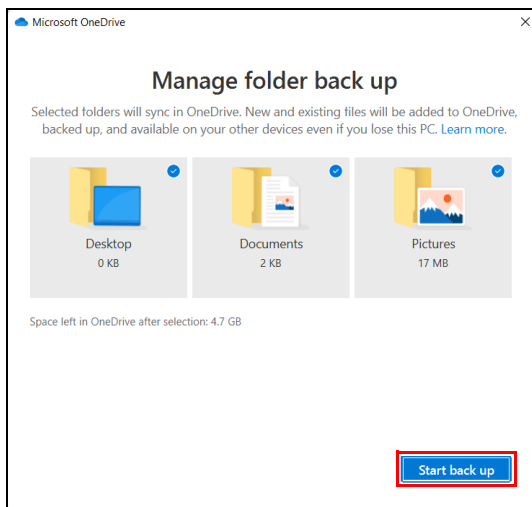 Microsoft OneDrive
Manage folder back up
Selected folders will sync in OneDrive. New and existing files will be added to OneDrive,
backed up, and available on your other devices even if you lose this PC. Learn more.
Desktop
0 KB
Documents
2 KB
Pictures
17 MB
Space left in OneDrive after selection: 4.7 GB
Start back up